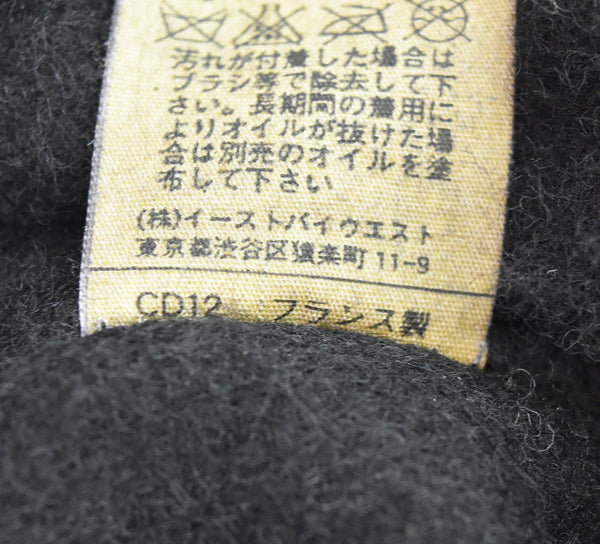 汚れが付着した場合は
ブラシ等で除去して下
さい。長期間の着用に
よりオイルが抜けた場
合は別売のオイルを塗
布して下さい
(株)イーストバイウエスト
東京都渋谷区猿楽町11-9
CD12 フランス製